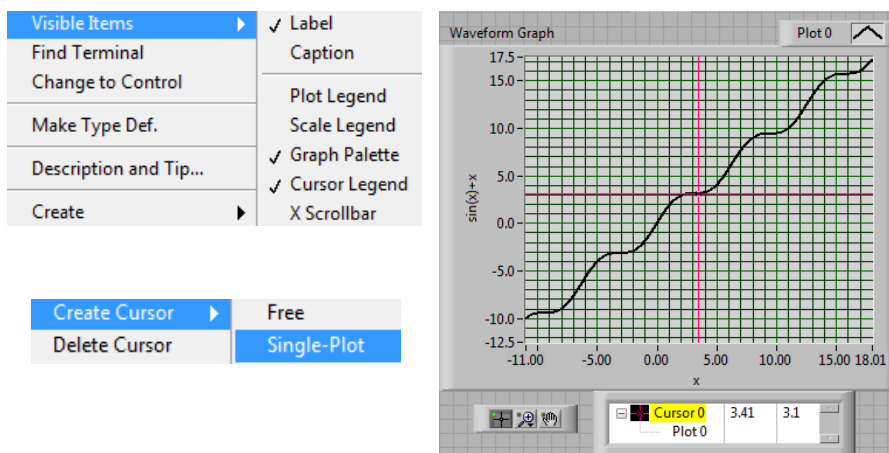 Visible Items
Find Terminal
Change to Control
Make Type Def.
Description and Tip...
Create
✓ Label
Caption
Plot Legend
Scale Legend
✓ Graph Palette
✓ Cursor Legend
X Scrollbar
Create Cursor
Delete Cursor
Free
Single-Plot
Waveform Graph
Plot 0
17.5
15.0
10.0
5.0
0.0
-5.0
-10.0
-12.5
sin(x)+x
-11.00 -5.00 0.00 5.00 10.00 15.00 18.01
x
Cursor 0 3.41 3.1
Plot 0